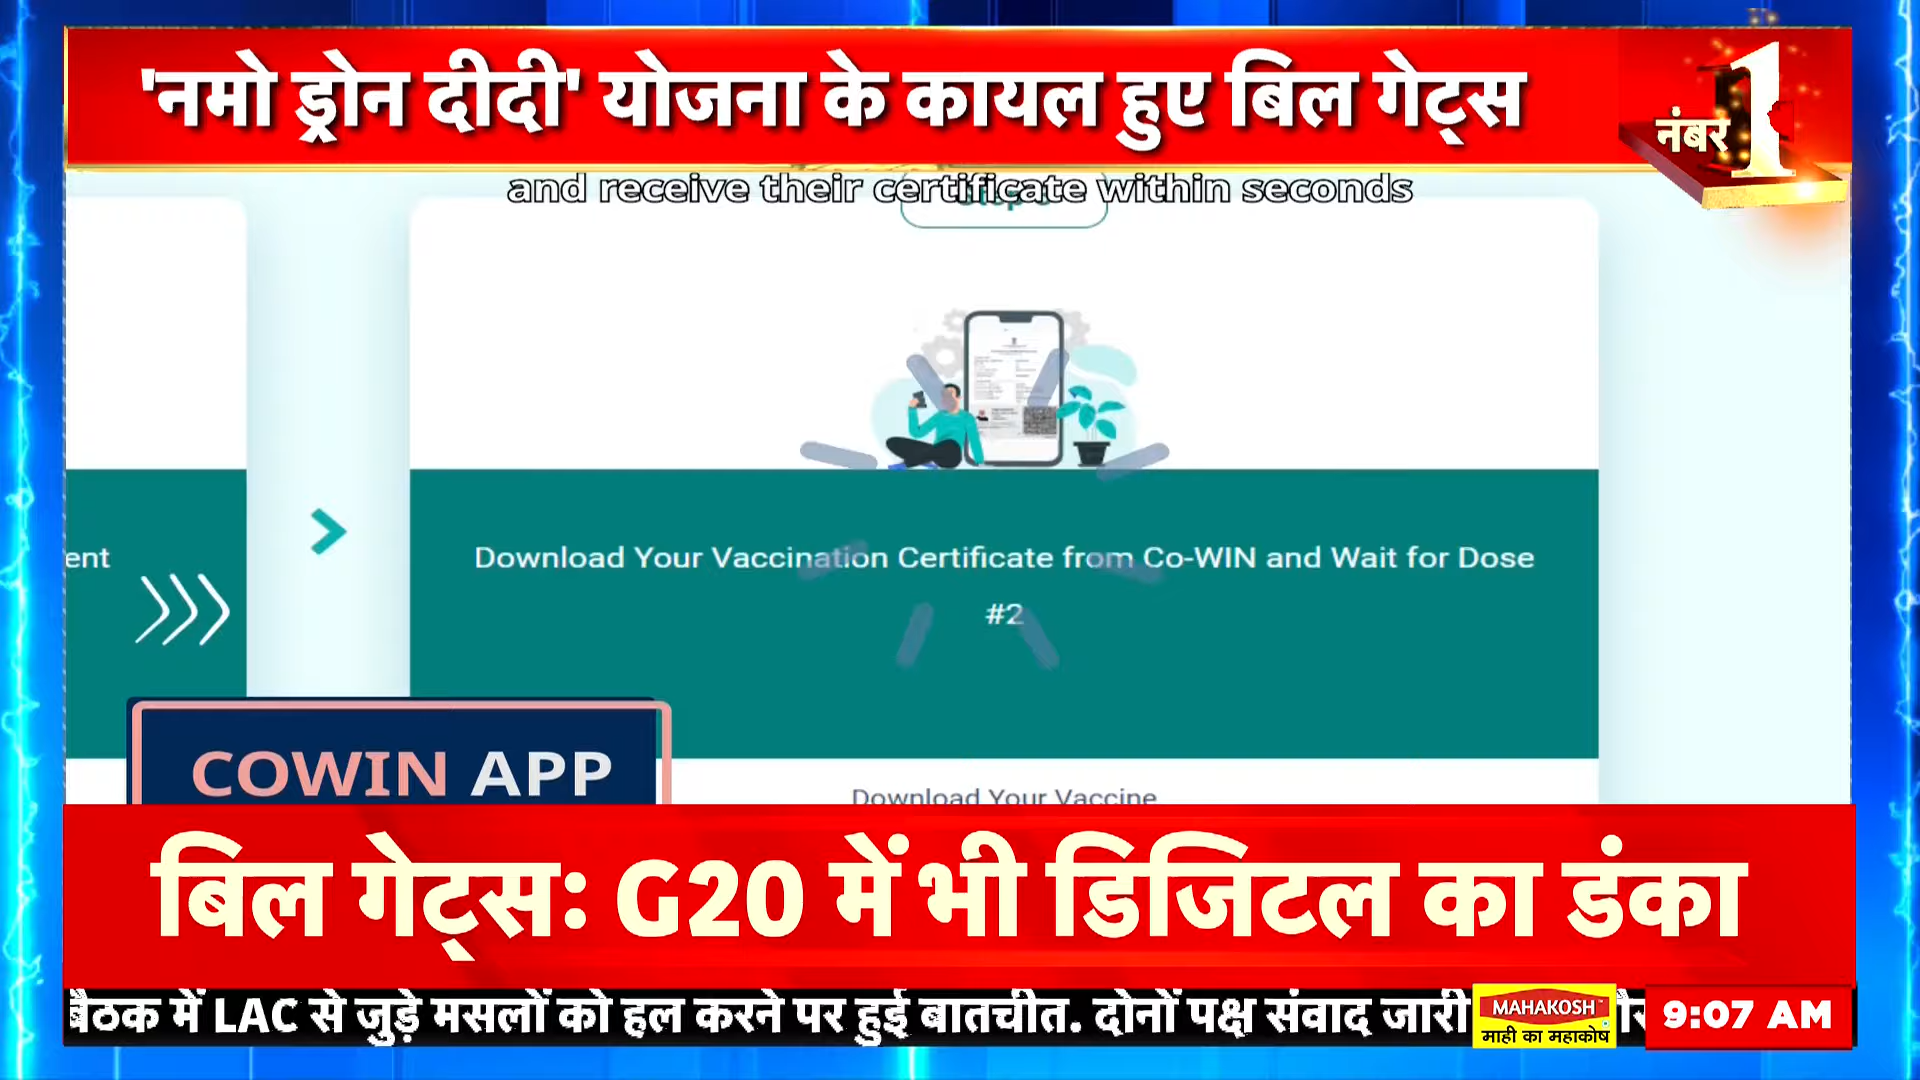 'नमो ड्रोन दीदी' योजना के कायल हुए बिल गेट्स
नंबर 1
and receive their certificate within seconds
ent
Download Your Vaccination Certificate from Co-WIN and Wait for Dose
#2
COWIN APP
Download Your Vaccine
बिल गेट्स: G20 में भी डिजिटल का डंका
बैठक में LAC से जुड़े मसलों को हल करने पर हुई बातचीत. दोनों पक्ष संवाद जारी
MAHAKOSH
माही का महाकोष
9:07 AM